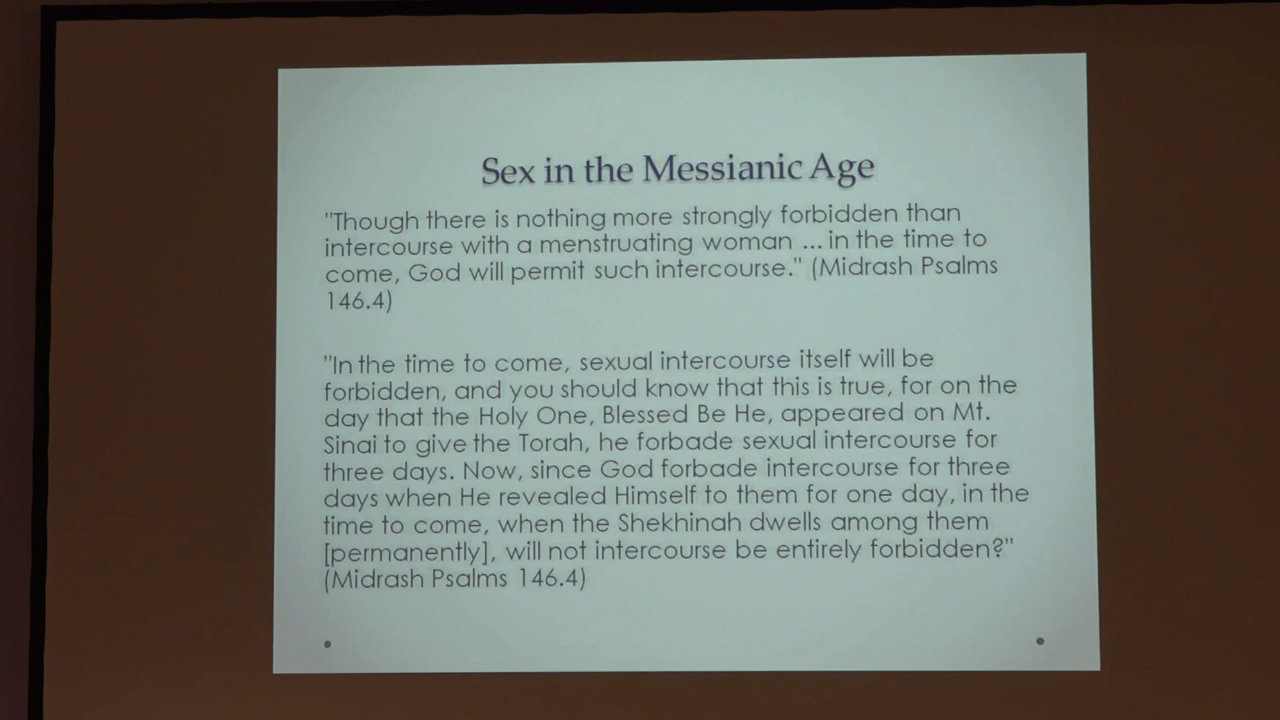 Sex in the Messianic Age
"Though there is nothing more strongly forbidden than
intercourse with a menstruating woman ... in the time to
come, God will permit such intercourse." (Midrash Psalms
146.4)
"In the time to come, sexual intercourse itself will be
forbidden, and you should know that this is true, for on the
day that the Holy One, Blessed Be He, appeared on Mt.
Sinai to give the Torah, he forbade sexual intercourse for
three days. Now, since God forbade intercourse for three
days when He revealed Himself to them for one day, in the
time to come, when the Shekhinah dwells among them
[permanently], will not intercourse be entirely forbidden?"
(Midrash Psalms 146.4)